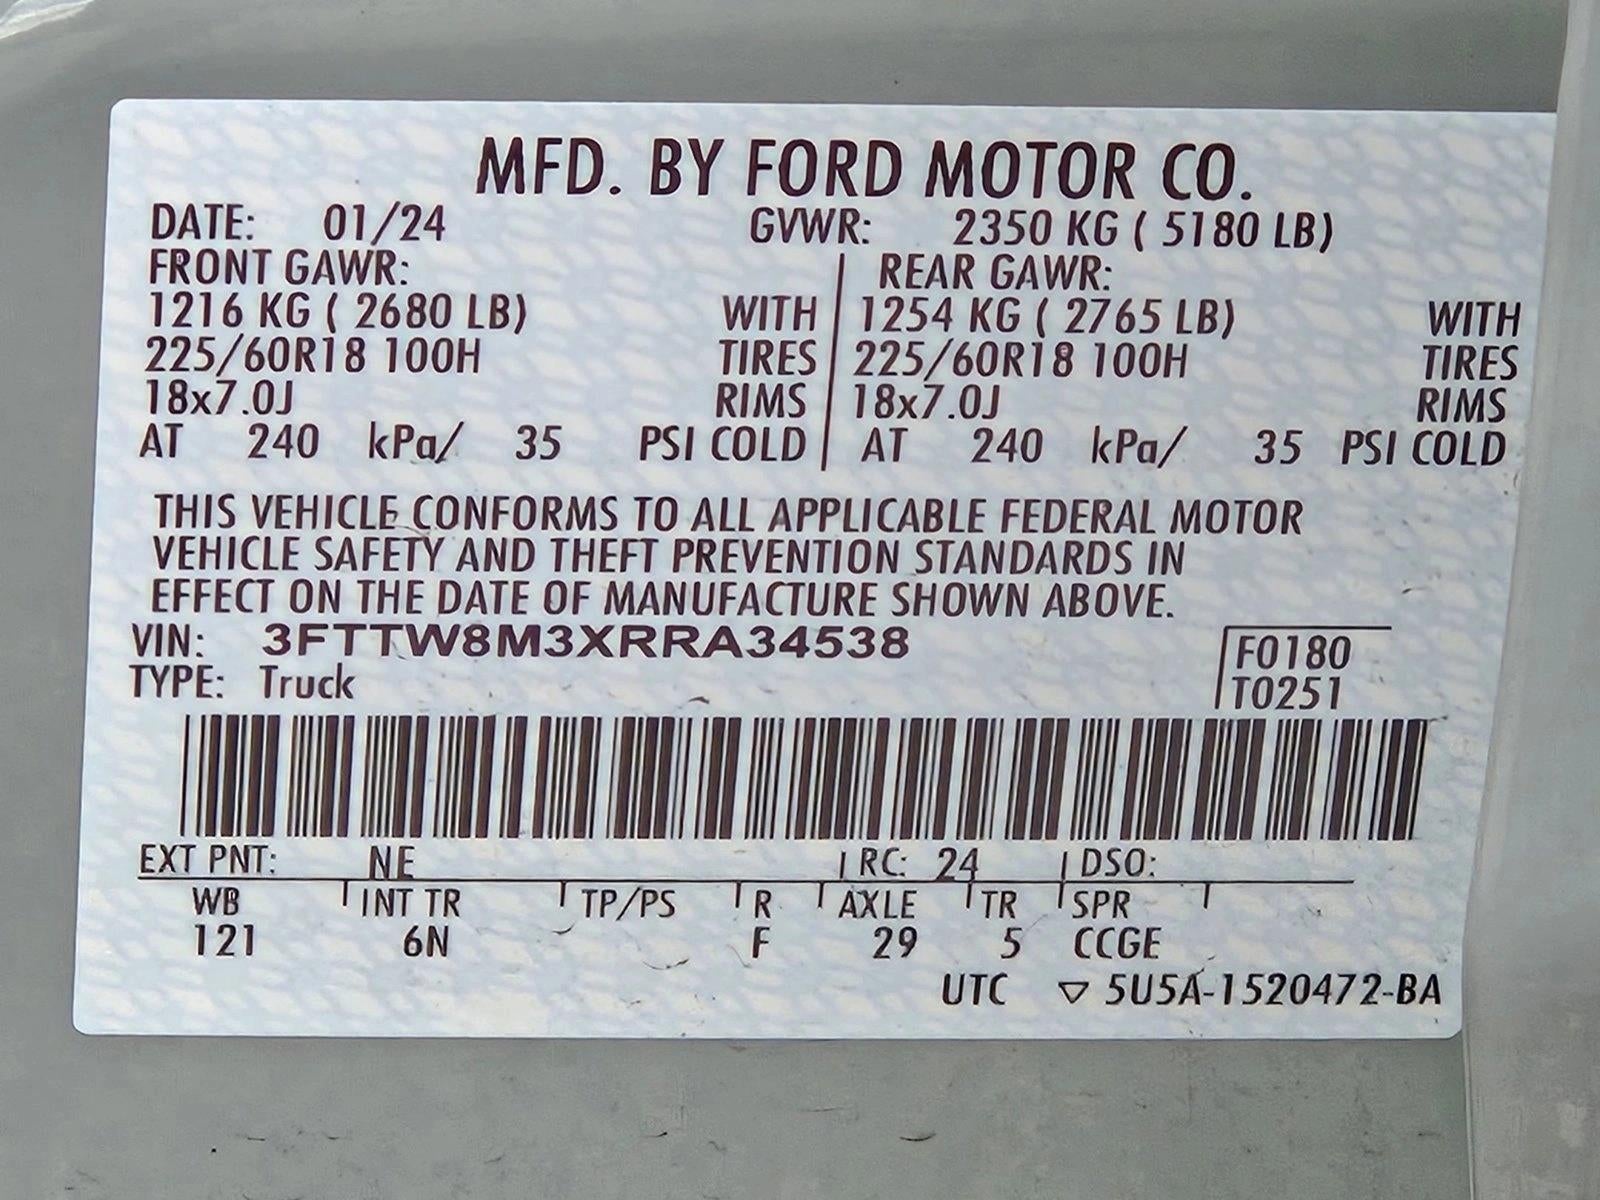 MFD. BY FORD MOTOR CO.
DATE: 01/24 GVWR: 2350 KG ( 5180 LB)
FRONT GAWR: REAR GAWR:
1216 KG ( 2680 LB) WITH 1254 KG ( 2765 LB) WITH
225/60R18 100H TIRES 225/60R18 100H TIRES
18x7.0J RIMS 18x7.0J RIMS
AT 240 kPa/ 35 PSI COLD AT 240 kPa/ 35 PSI COLD
THIS VEHICLE CONFORMS TO ALL APPLICABLE FEDERAL MOTOR
VEHICLE SAFETY AND THEFT PREVENTION STANDARDS IN
EFFECT ON THE DATE OF MANUFACTURE SHOWN ABOVE.
VIN: 3FTTW8M3XRRA34538 F0180
TYPE: Truck T0251
EXT PNT: NE RC: 24 DSO:
WB INT TR TP/PS R AXLE TR SPR
121 6N F 29 5 CCGE
UTC ▽ 5U5A-1520472-BA